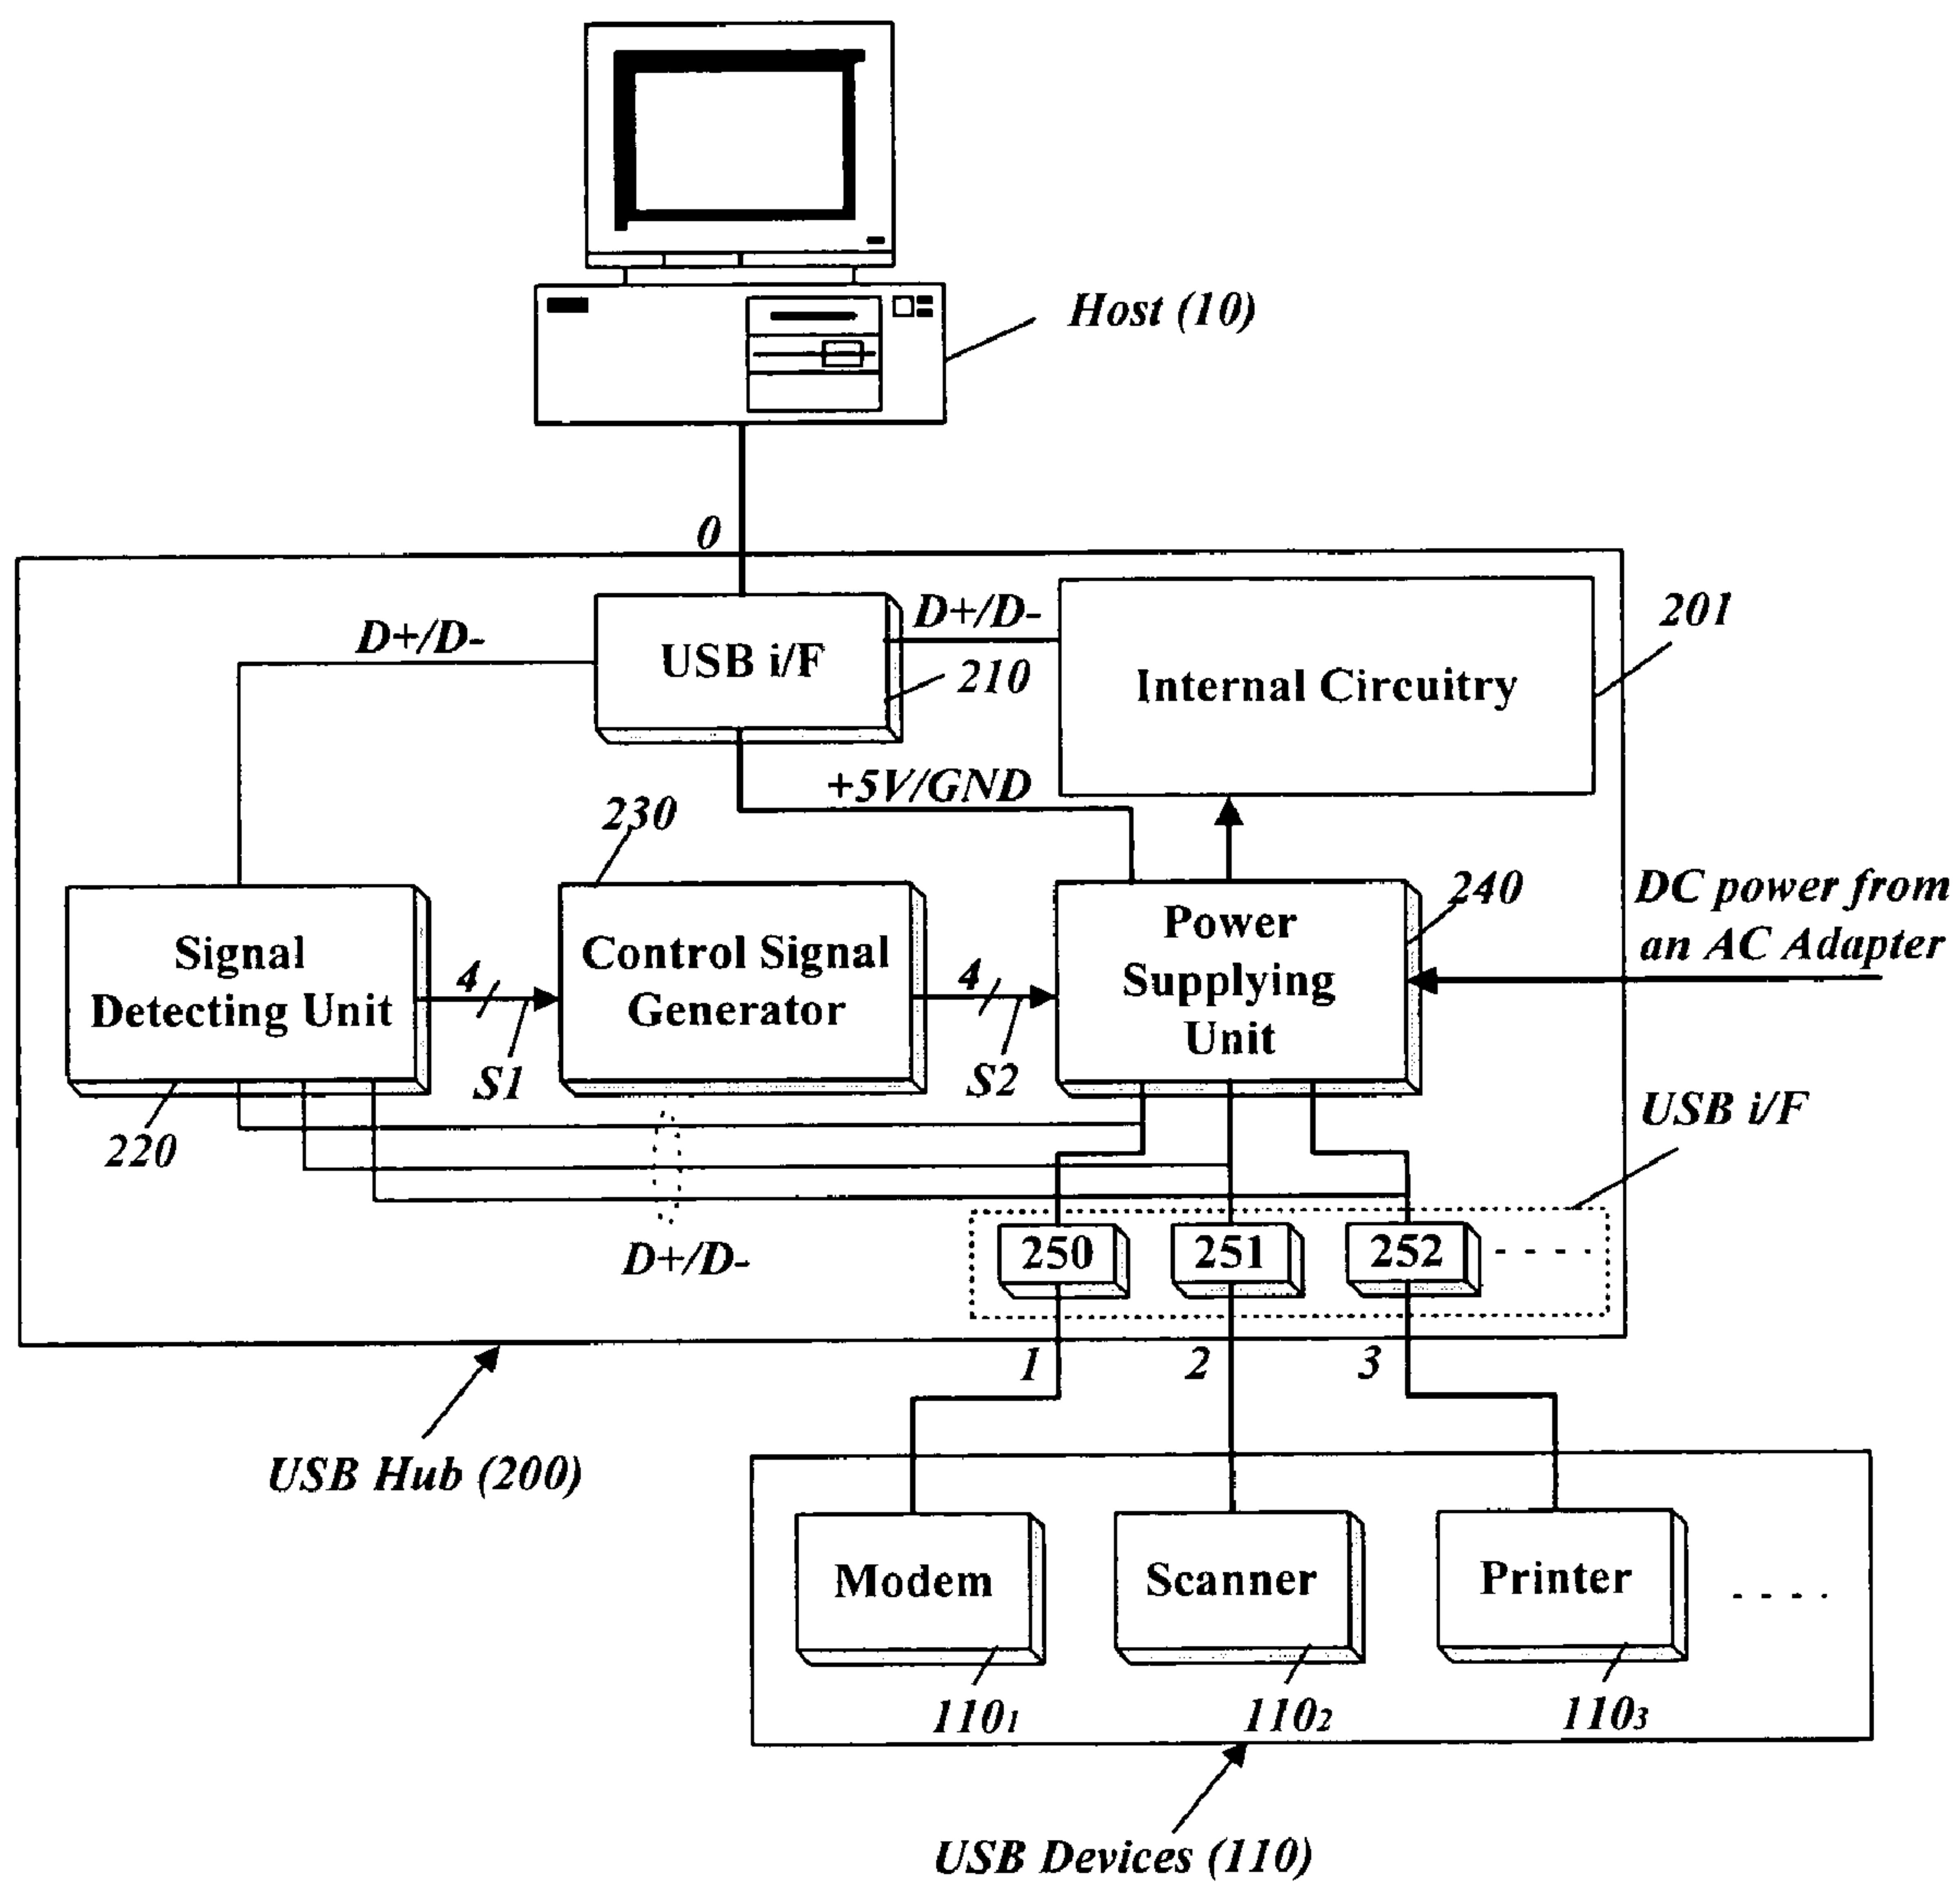 Host (10)
0
D+/D-
USB i/F
D+/D-
210
Internal Circuitry
201
+5V/GND
230
Signal
Detecting Unit
220
4
S1
Control Signal
Generator
4
S2
Power
Supplying
Unit
240
DC power from
an AC Adapter
USB i/F
D+/D-
250
251
252
1
2
3
USB Hub (200)
Modem
Scanner
Printer
110₁
110₂
110₃
USB Devices (110)